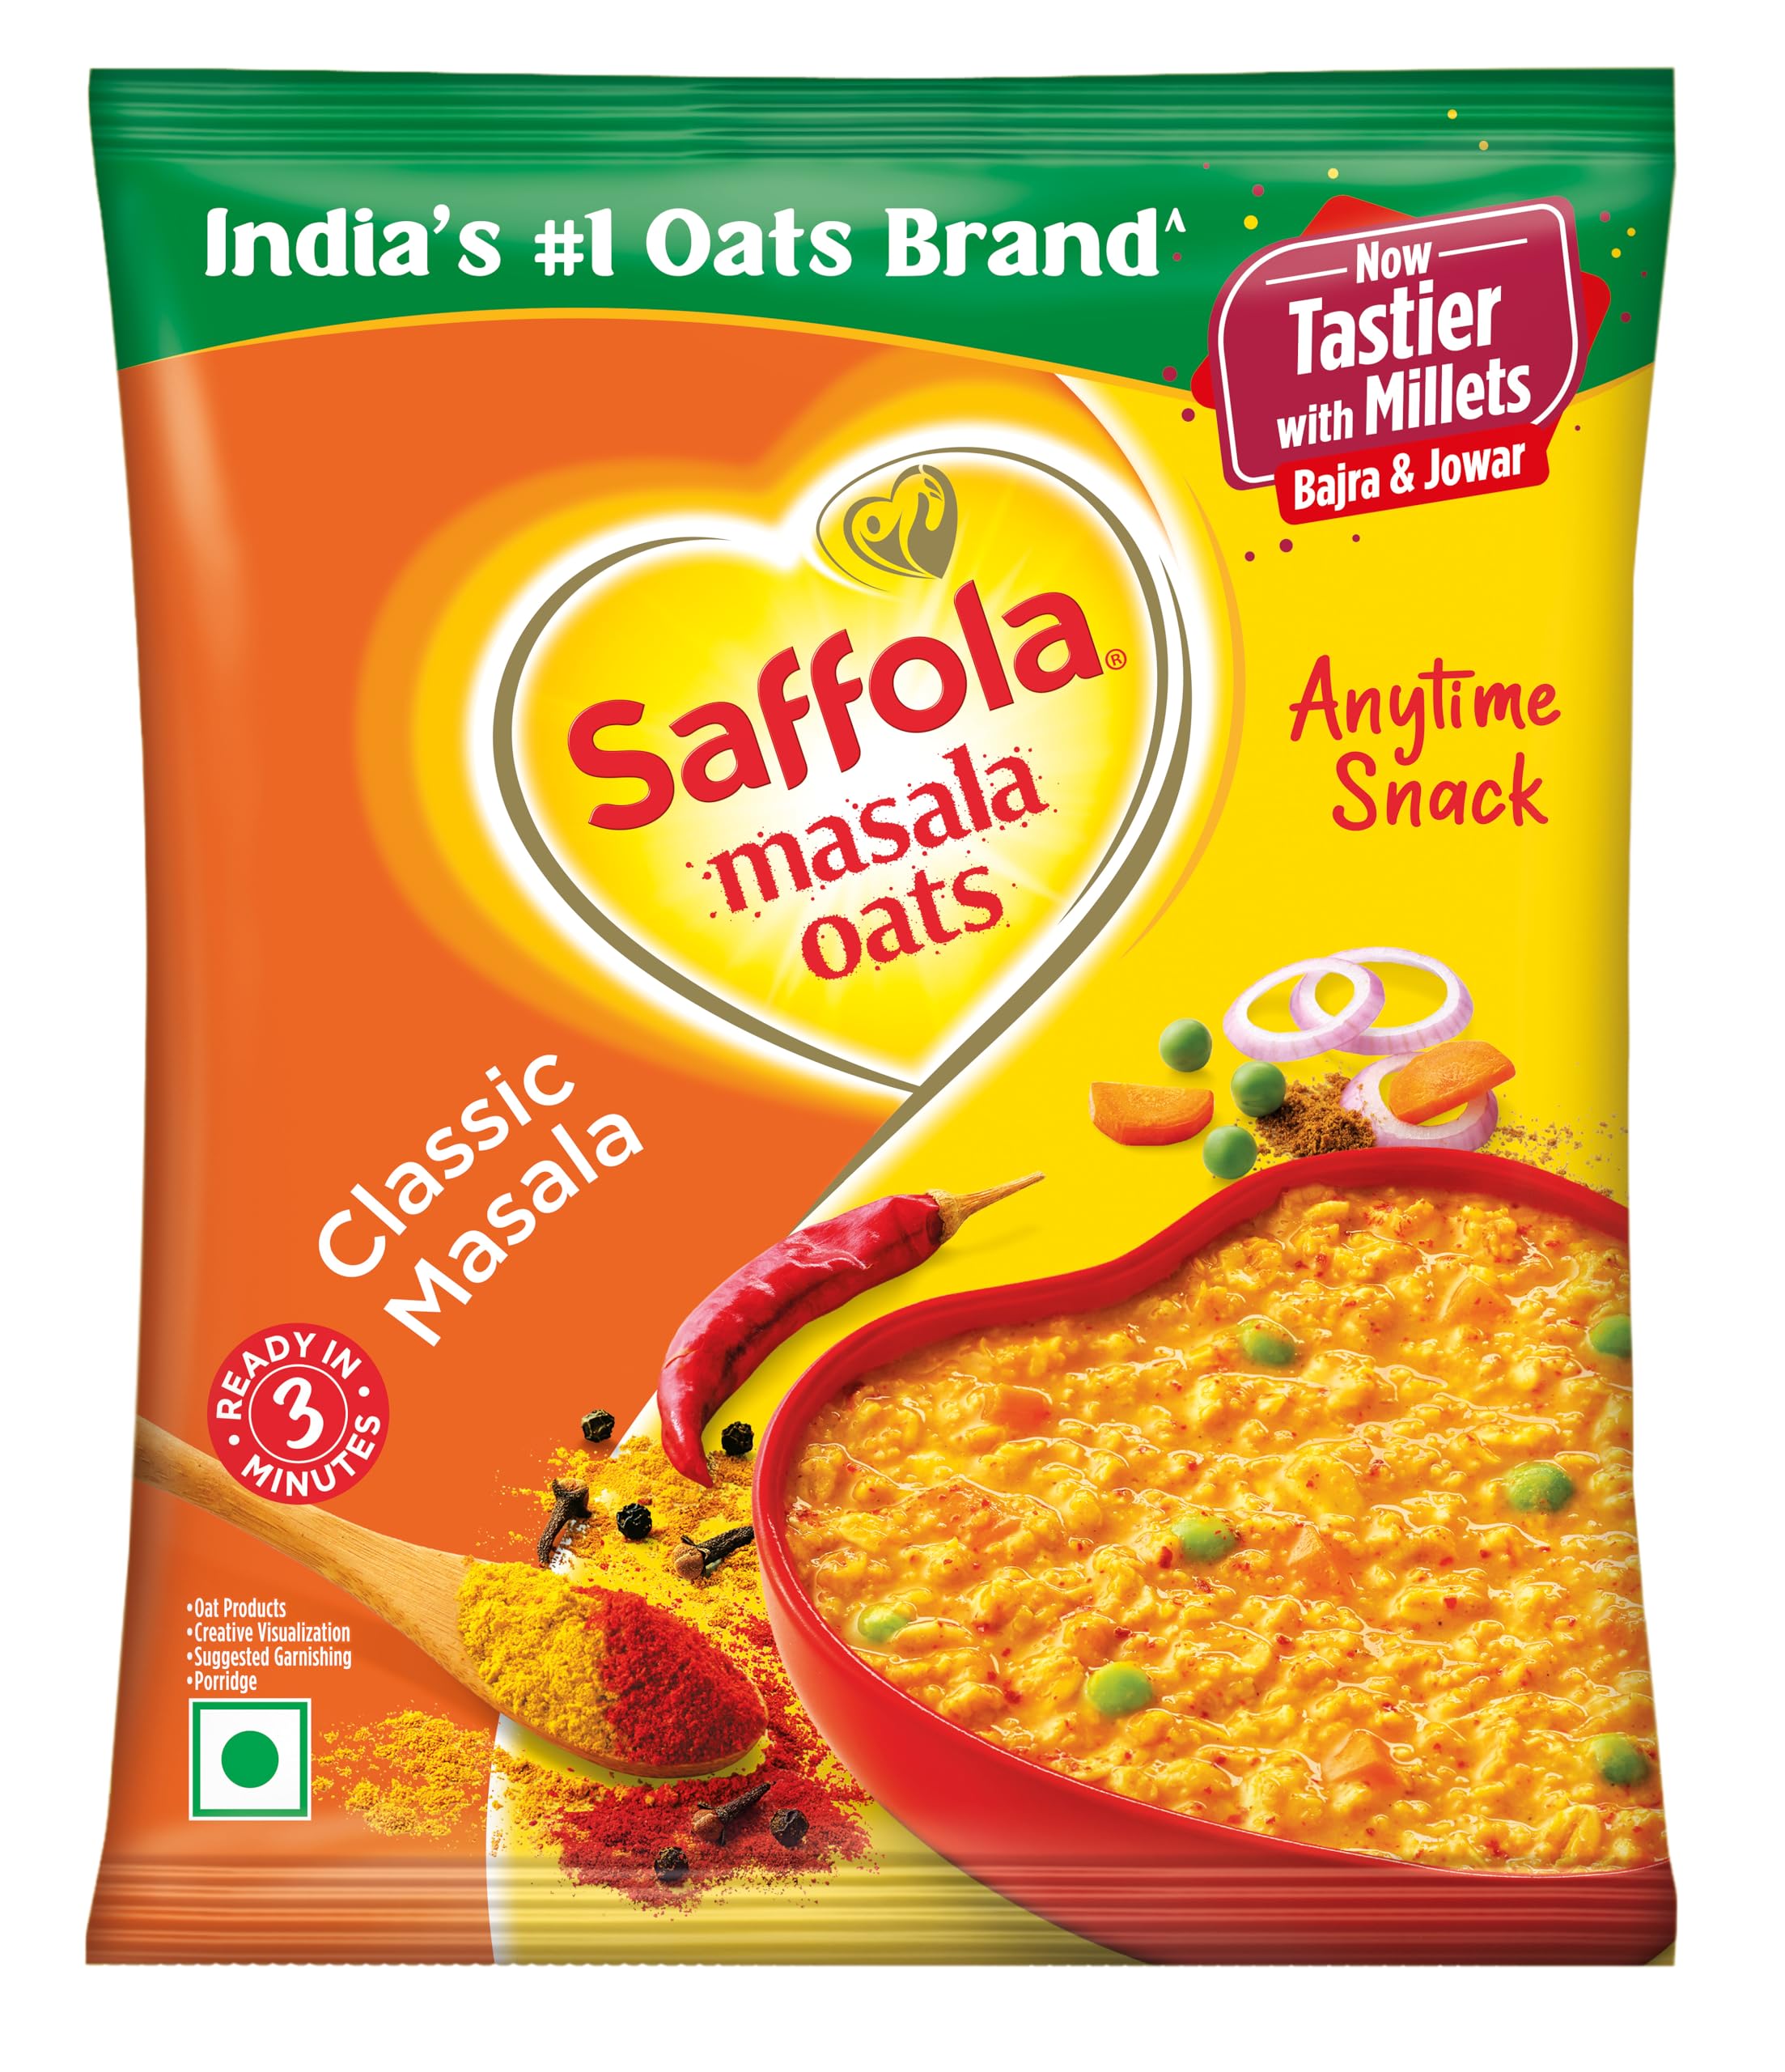 India's #1 Oats Brand^
Now
Tastier
with Millets
Bajra & Jowar
Saffola®
masala
oats
Anytime
Snack
Classic
Masala
READY IN
3
MINUTES
•Oat Products
•Creative Visualization
•Suggested Garnishing
•Porridge